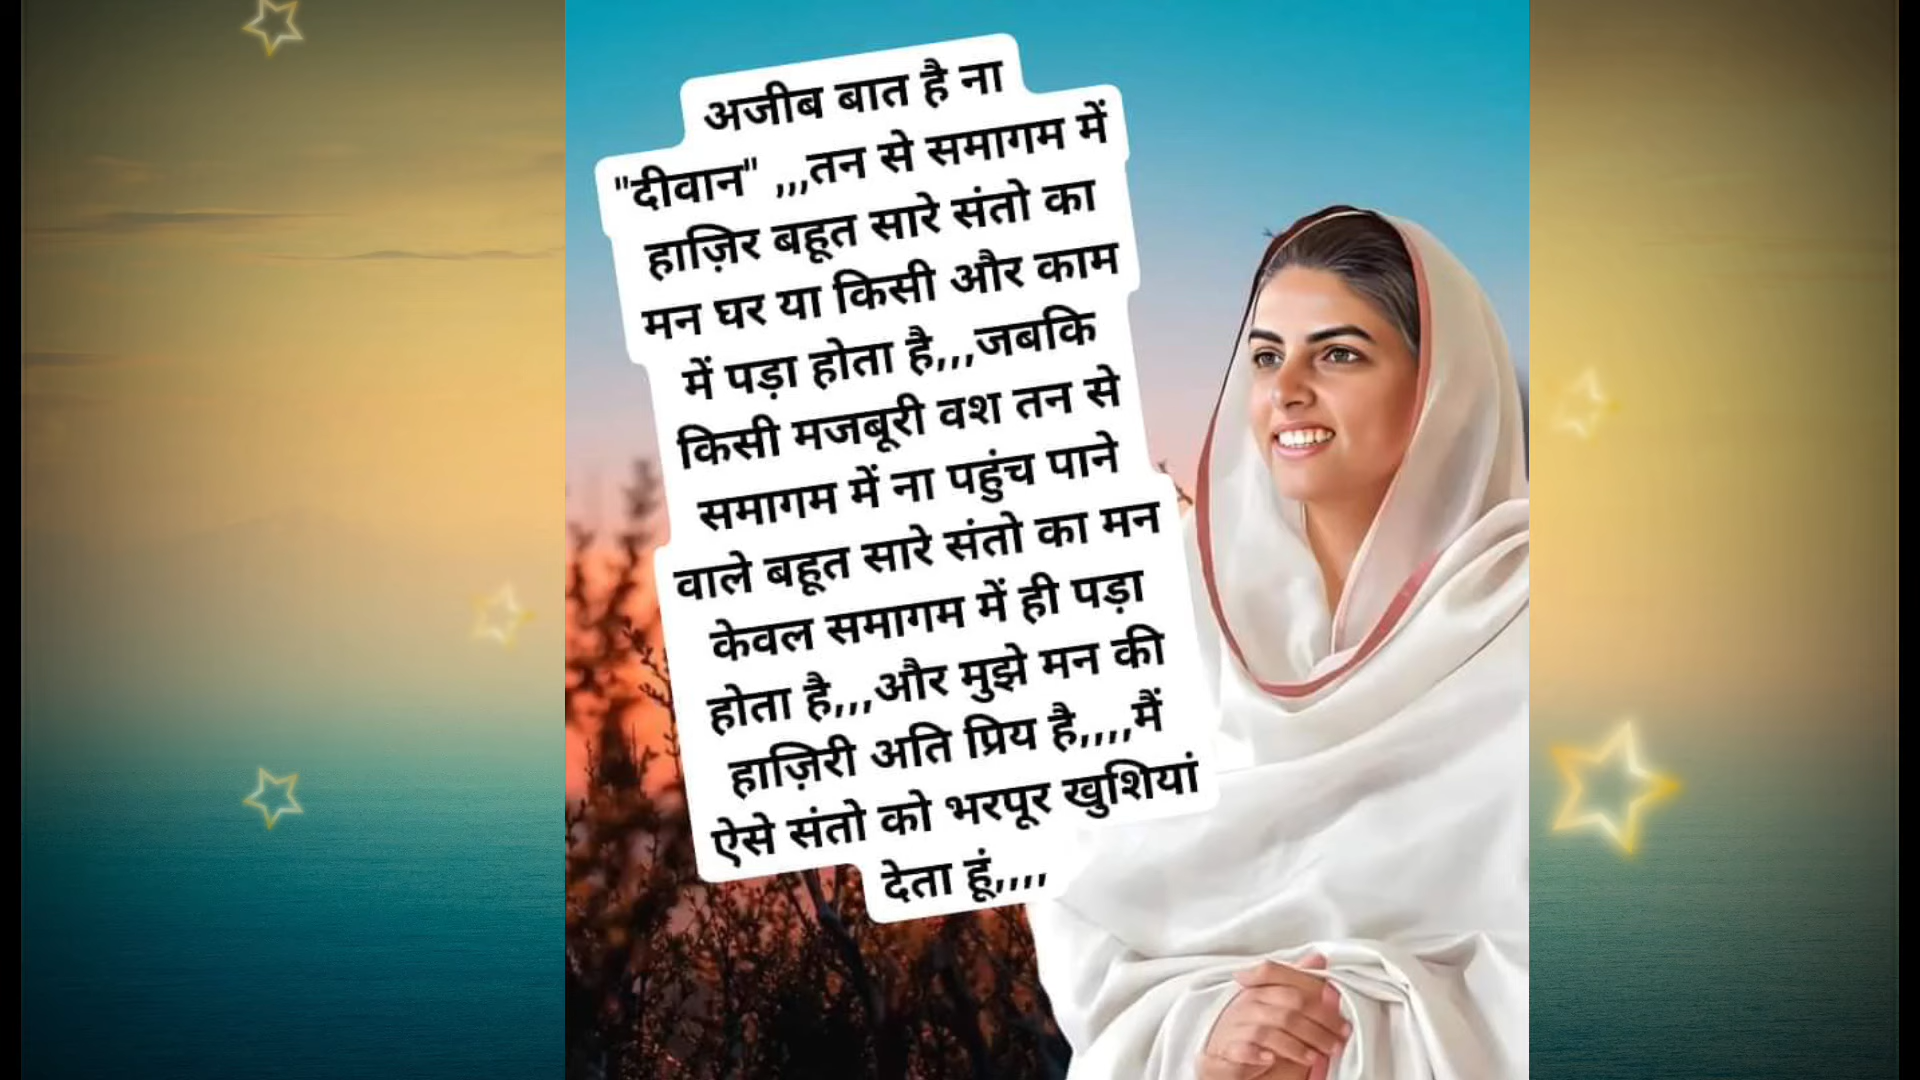 अजीब बात है ना
"दीवान" ,,,तन से समागम में
हाज़िर बहूत सारे संतो का
मन घर या किसी और काम
में पड़ा होता है,,,जबकि
किसी मजबूरी वश तन से
समागम में ना पहुंच पाने
वाले बहूत सारे संतो का मन
केवल समागम में ही पड़ा
होता है,,,और मुझे मन की
हाज़िरी अति प्रिय है,,,,मैं
ऐसे संतो को भरपूर खुशियां
देता हूं,,,,